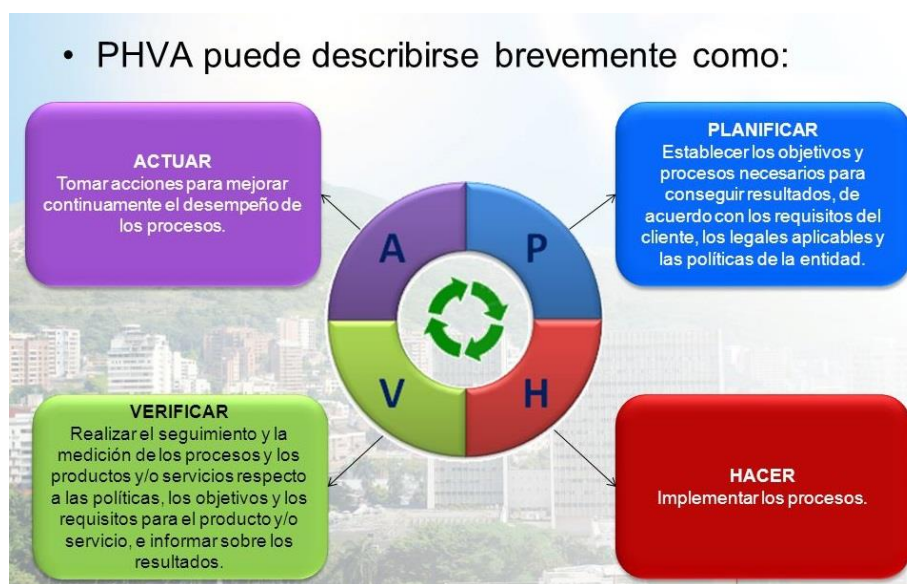 • PHVA puede describirse brevemente como:
ACTUAR
Tomar acciones para mejorar
continuamente el desempeño de
los procesos.
PLANIFICAR
Establecer los objetivos y
procesos necesarios para
conseguir resultados, de
acuerdo con los requisitos del
cliente, los legales aplicables y
las políticas de la entidad.
A
P
V
H
VERIFICAR
Realizar el seguimiento y la
medición de los procesos y los
productos y/o servicios respecto
a las políticas, los objetivos y los
requisitos para el producto y/o
servicio, e informar sobre los
resultados.
HACER
Implementar los procesos.